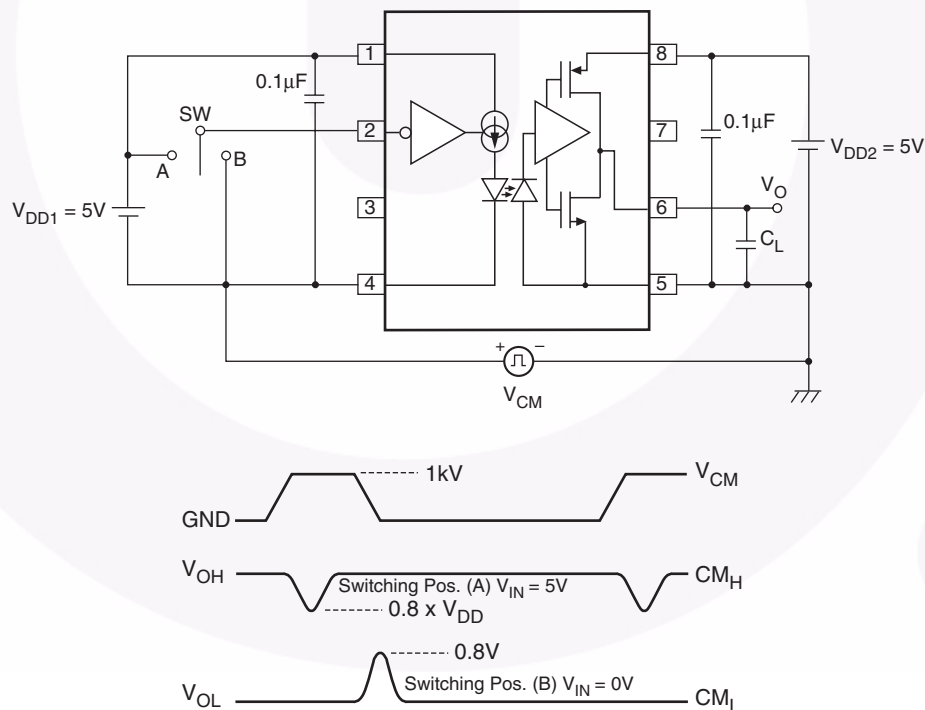 1
8
0.1µF
SW
2
7
0.1µF
A
B
V_DD2 = 5V
V_DD1 = 5V
3
6
V_O
C_L
4
5
+ −
V_CM
1kV
V_CM
GND
V_OH
Switching Pos. (A) V_IN = 5V
CM_H
0.8 x V_DD
0.8V
V_OL
Switching Pos. (B) V_IN = 0V
CM_L